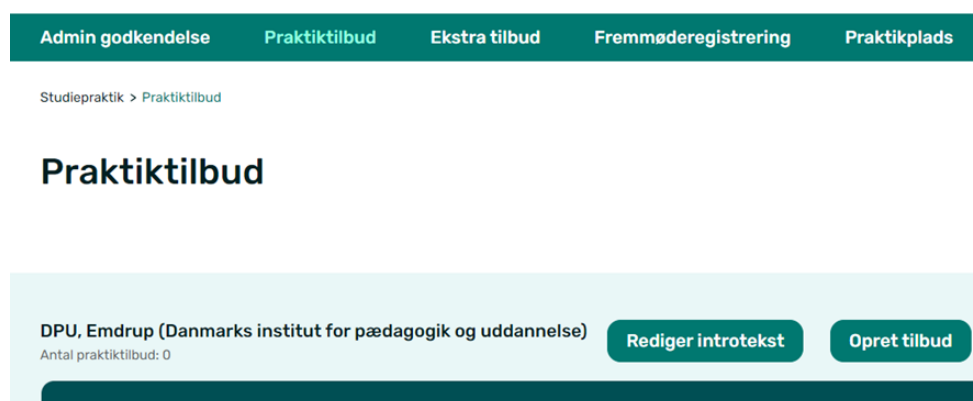 Admin godkendelse Praktiktilbud Ekstra tilbud Fremmøderegistrering Praktikplads
Studiepraktik > Praktiktilbud
Praktiktilbud
DPU, Emdrup (Danmarks institut for pædagogik og uddannelse)
Antal praktiktilbud: 0
Rediger introtekst
Opret tilbud